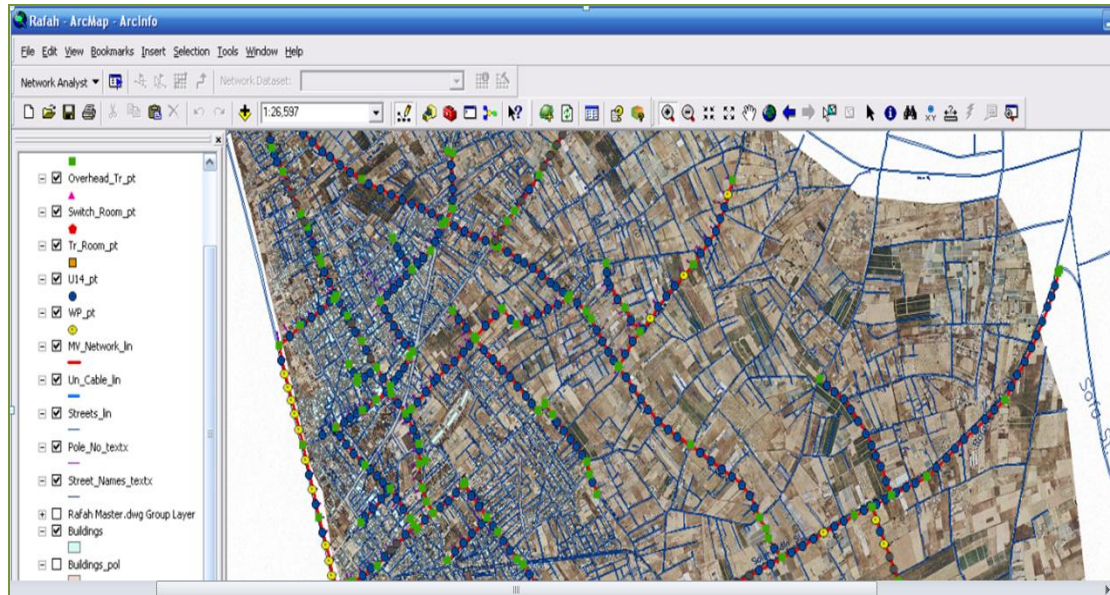 Rafah - ArcMap - ArcInfo
File Edit View Bookmarks Insert Selection Tools Window Help
Network Analyst Network Dataset:
1:26,597
Overhead_Tr_pt
Switch_Room_pt
Tr_Room_pt
U14_pt
WP_pt
MV_Network_lin
Un_Cable_lin
Streets_lin
Pole_No_textx
Street_Names_textx
Rafah Master.dwg Group Layer
Buildings
Buildings_pol